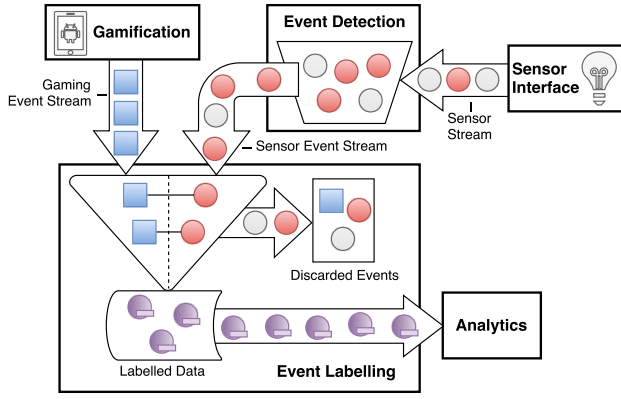 Gamification
Event Detection
Sensor
Interface
Gaming
Event Stream
Sensor
Stream
Sensor Event Stream
Discarded Events
Labelled Data
Event Labelling
Analytics